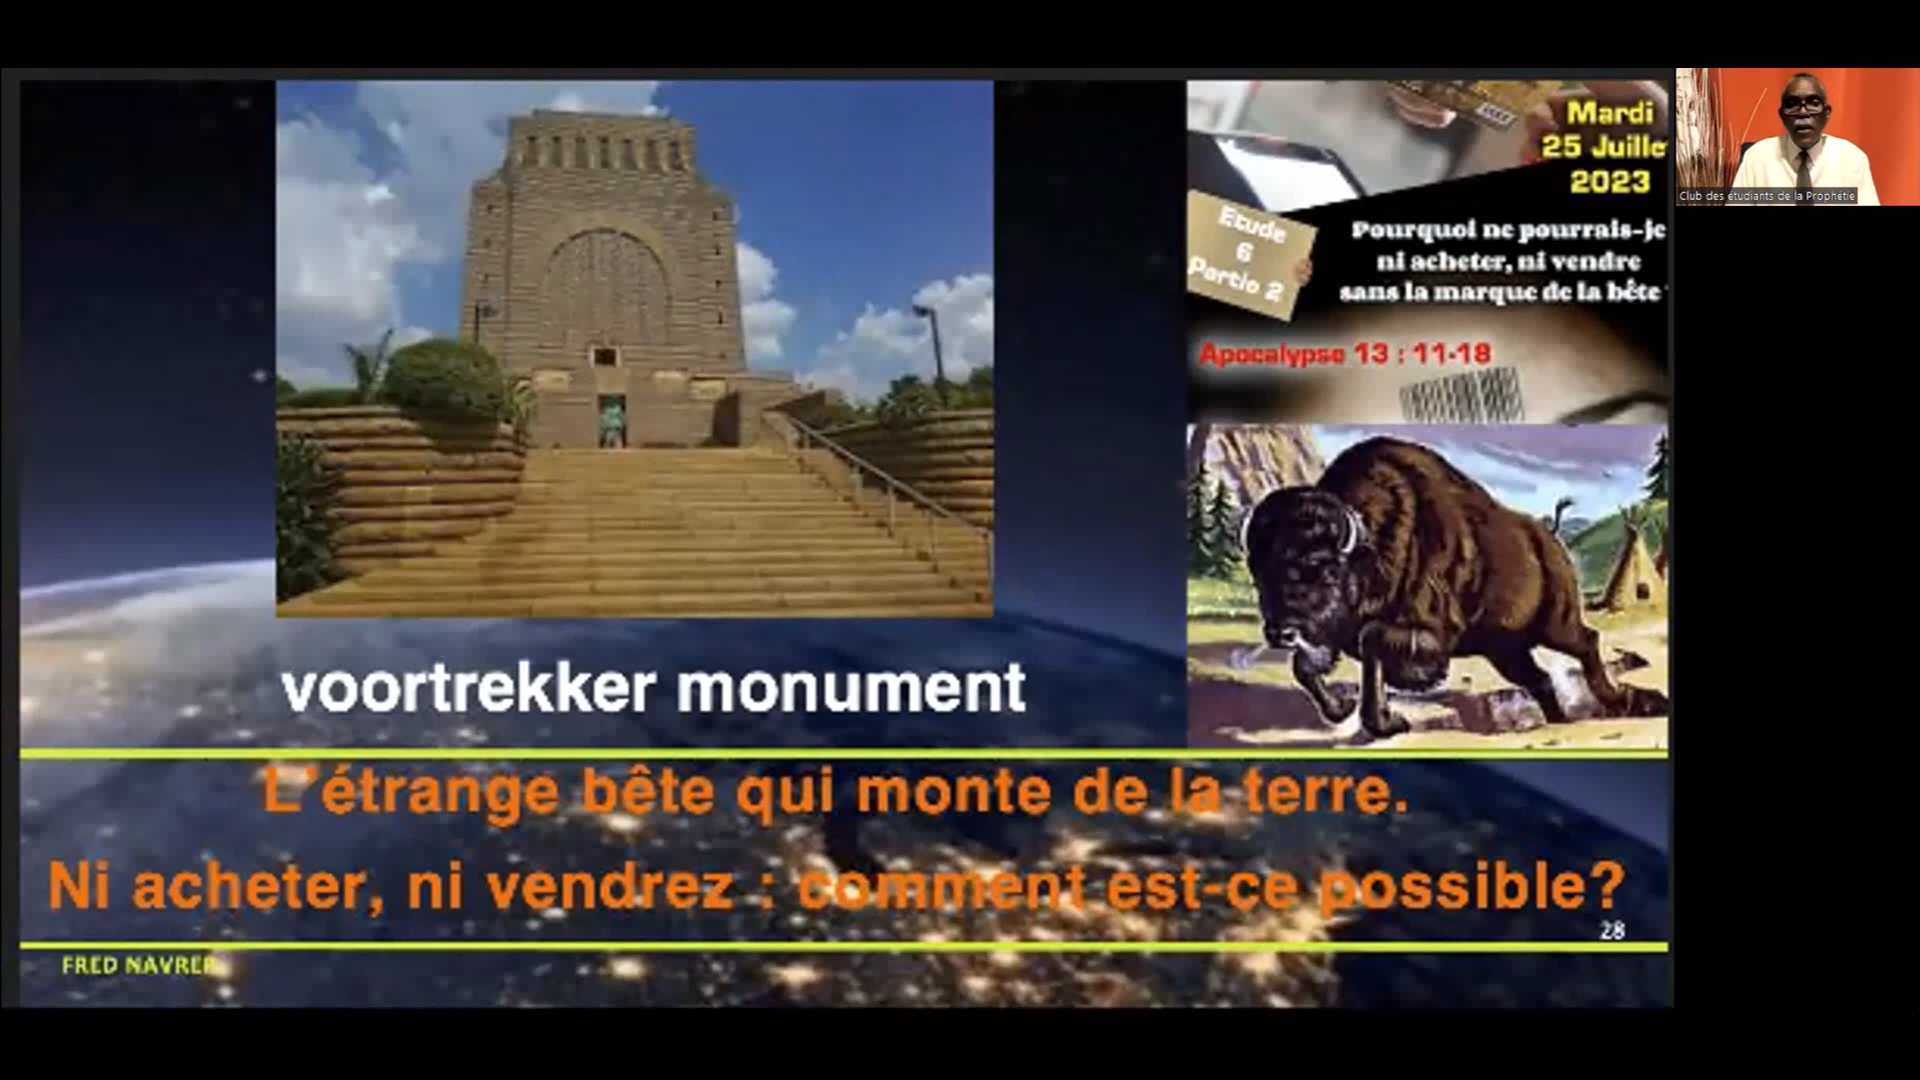 Mardi
25 Juille
2023
Etude
6
Partie 2
Pourquoi ne pourrais-je
ni acheter, ni vendre
sans la marque de la bête
Apocalypse 13 : 11-18
Club des étudiants de la Prophétie
voortrekker monument
L'étrange bête qui monte de la terre.
Ni acheter, ni vendrez : comment est-ce possible?
28
FRED NAVRER